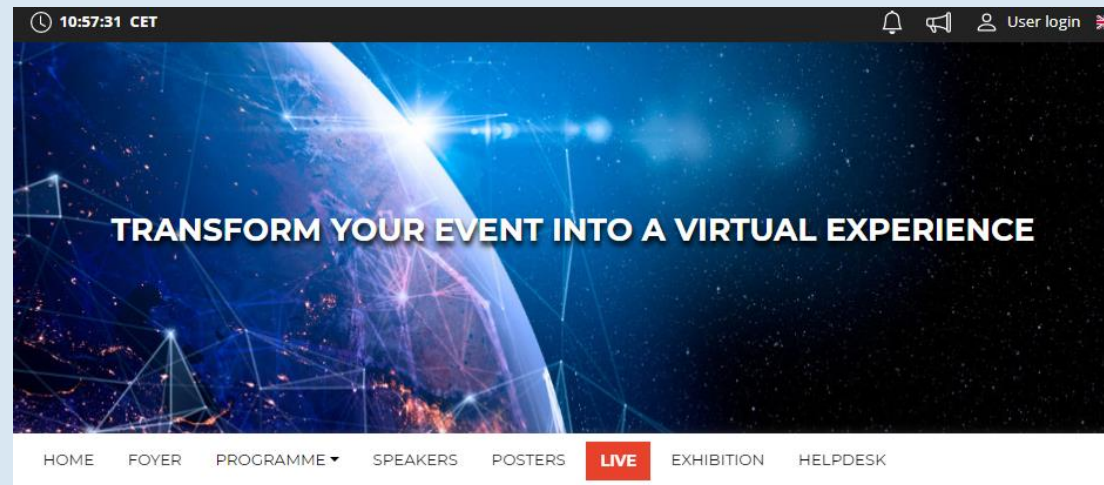 10:57:31 CET
User login
TRANSFORM YOUR EVENT INTO A VIRTUAL EXPERIENCE
HOME FOYER PROGRAMME SPEAKERS POSTERS LIVE EXHIBITION HELPDESK